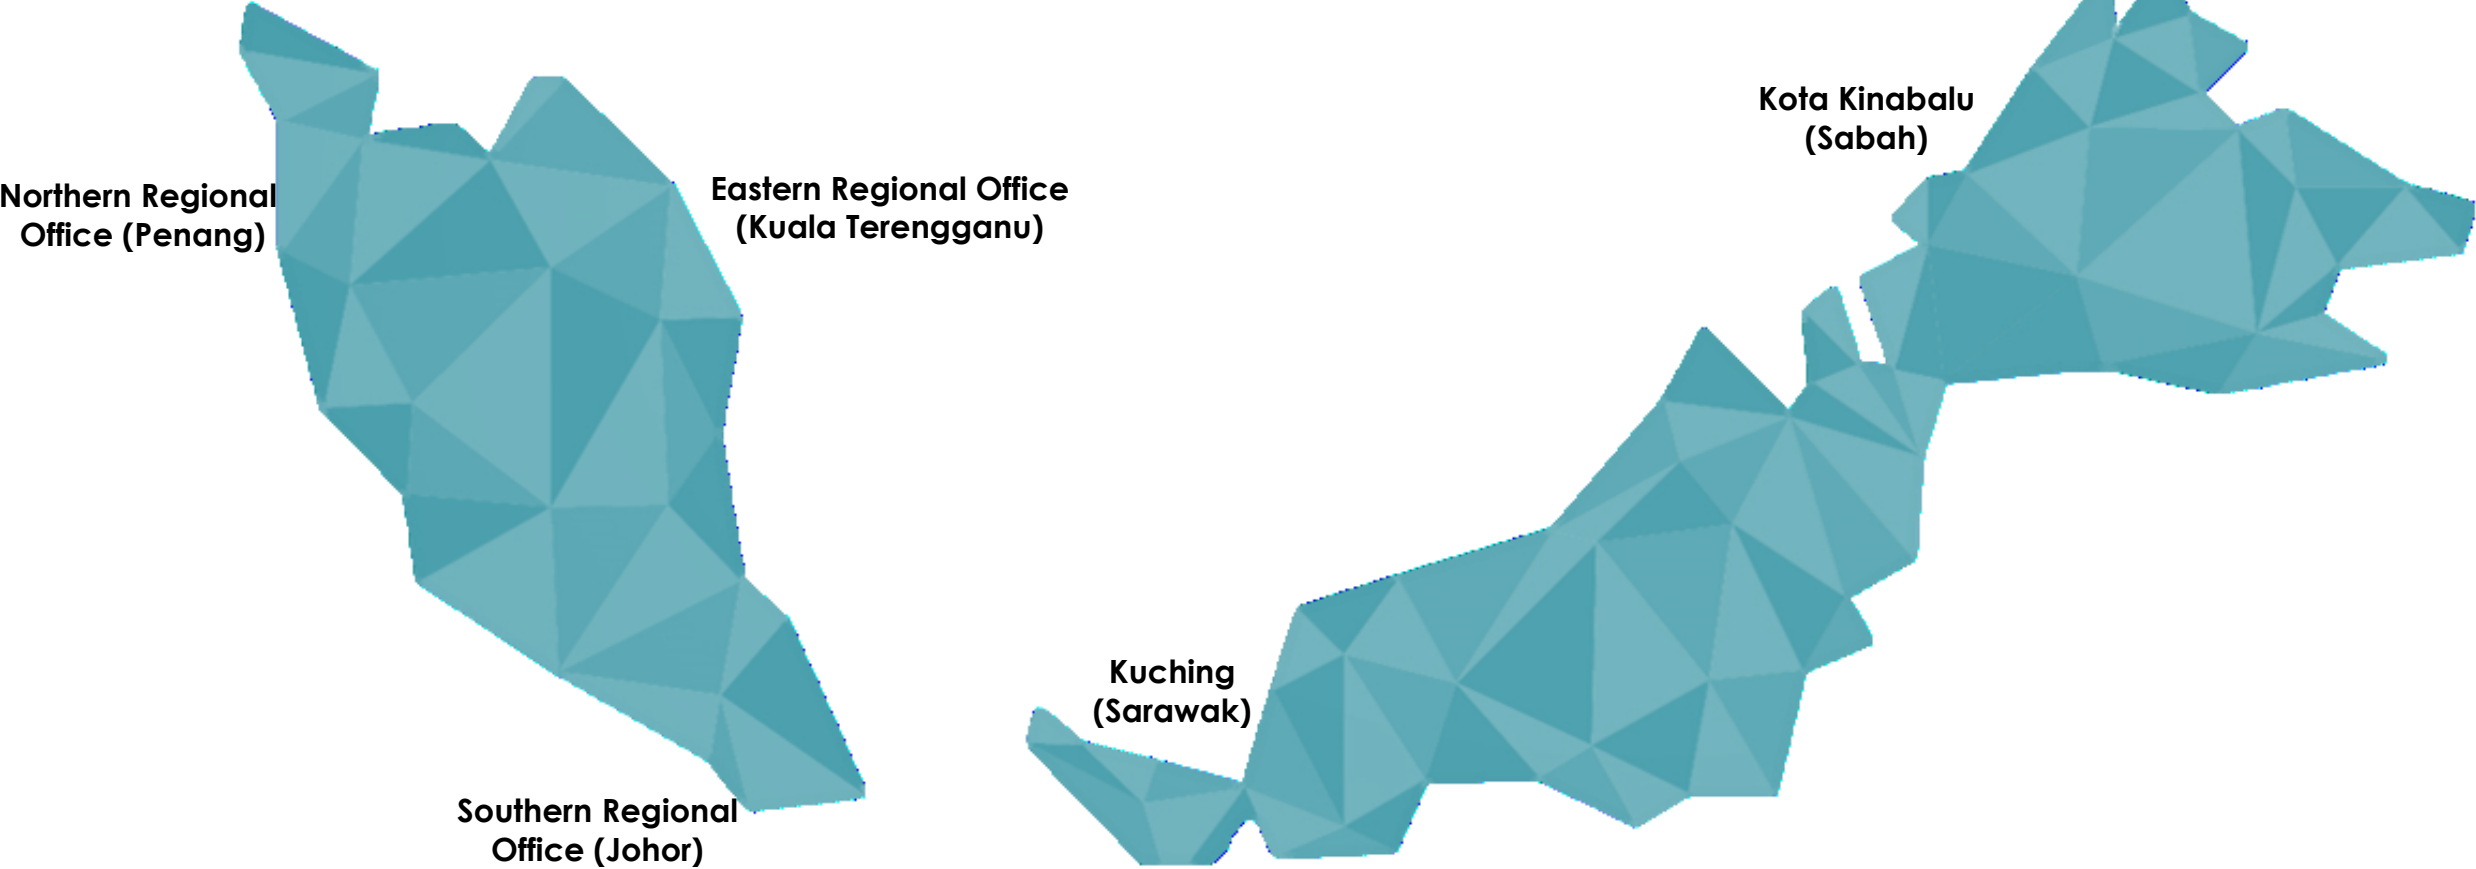 Kota Kinabalu
(Sabah)
Northern Regional
Office (Penang)
Eastern Regional Office
(Kuala Terengganu)
Kuching
(Sarawak)
Southern Regional
Office (Johor)